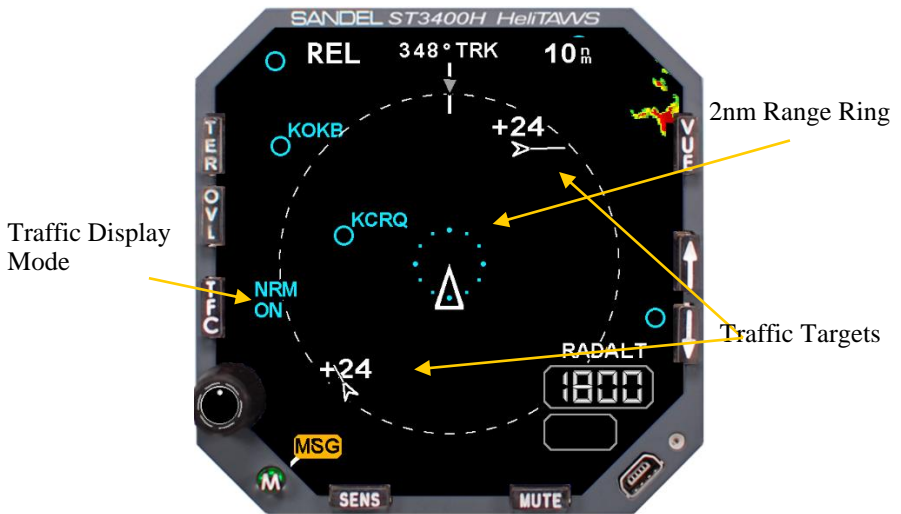 SANDEL ST3400H HeliTAWS
REL
348° TRK
10 nm
KOKB
+24
2nm Range Ring
TER
VUE
OVL
KCRQ
Traffic Display
Mode
NRM
ON
TFC
Traffic Targets
RADALT
+24
1800
MSG
M
SENS
MUTE